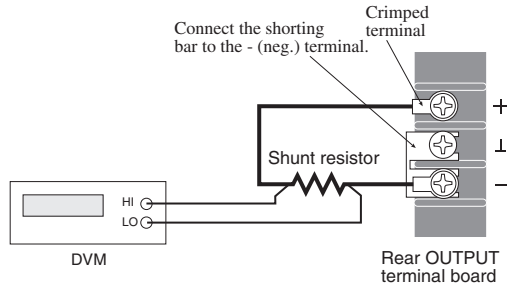 Crimped
terminal
Connect the shorting
bar to the - (neg.) terminal.
+
⊥
Shunt resistor
−
HI
LO
DVM
Rear OUTPUT
terminal board